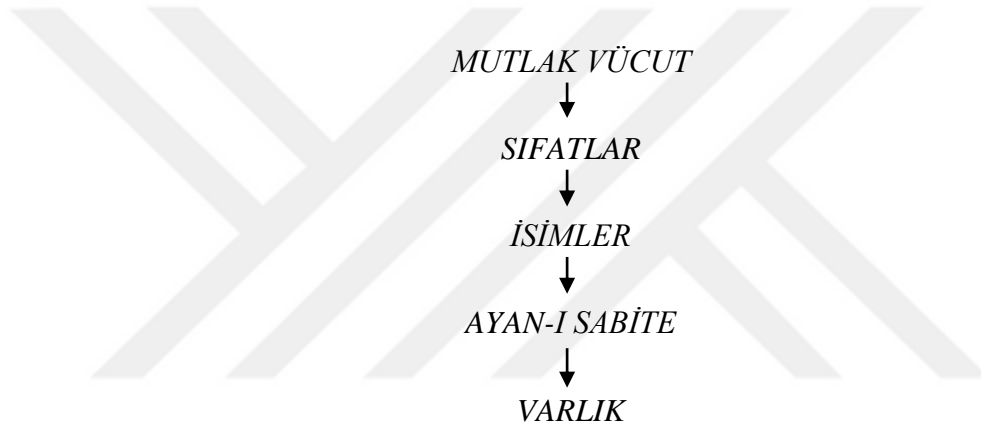 MUTLAK VÜCUT
SIFATLAR
İSİMLER
AYAN-I SABİTE
VARLIK